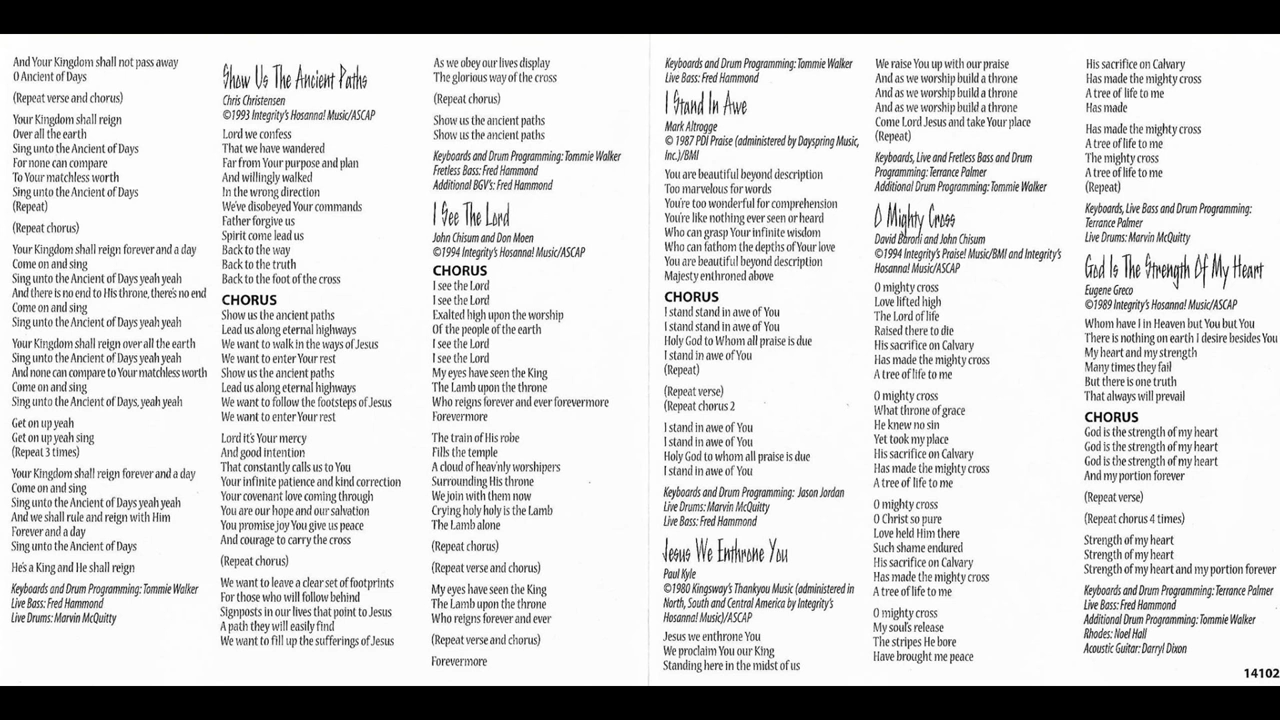 And Your Kingdom shall not pass away
O Ancient of Days
(Repeat verse and chorus)
Your Kingdom shall reign
Over all the earth
Sing unto the Ancient of Days
For none can compare
To Your matchless worth
Sing unto the Ancient of Days
(Repeat)
(Repeat chorus)
Your Kingdom shall reign forever and a day
Come on and sing
Sing unto the Ancient of Days yeah yeah
And there is no end to His throne, there's no end
Come on and sing
Sing unto the Ancient of Days yeah yeah
Your Kingdom shall reign over all the earth
Sing unto the Ancient of Days yeah yeah
And none can compare to Your matchless worth
Come on and sing
Sing unto the Ancient of Days, yeah yeah
Get on up yeah
Get on up yeah sing
(Repeat 3 times)
Your Kingdom shall reign forever and a day
Come on and sing
Sing unto the Ancient of Days yeah yeah
And we shall rule and reign with Him
Forever and a day
Sing unto the Ancient of Days
He's a King and He shall reign
Keyboards and Drum Programming: Tommie Walker
Live Bass: Fred Hammond
Live Drums: Marvin McQuitty
Show Us The Ancient Paths
Chris Christensen
©1993 Integrity's Hosanna! Music/ASCAP
Lord we confess
That we have wandered
Far from Your purpose and plan
And willingly walked
In the wrong direction
We've disobeyed Your commands
Father forgive us
Spirit come lead us
Back to the way
Back to the truth
Back to the foot of the cross
CHORUS
Show us the ancient paths
Lead us along eternal highways
We want to walk in the ways of Jesus
We want to enter Your rest
Show us the ancient paths
Lead us along eternal highways
We want to follow the footsteps of Jesus
We want to enter Your rest
Lord it's Your mercy
And good intention
That constantly calls us to You
Your infinite patience and kind correction
Your covenant love coming through
You are our hope and our salvation
You promise joy You give us peace
And courage to carry the cross
(Repeat chorus)
We want to leave a clear set of footprints
For those who will follow behind
Signposts in our lives that point to Jesus
A path they will easily find
We want to fill up the sufferings of Jesus
As we obey our lives display
The glorious way of the cross
(Repeat chorus)
Show us the ancient paths
Show us the ancient paths
Keyboards and Drum Programming: Tommie Walker
Fretless Bass: Fred Hammond
Additional BGV's: Fred Hammond
I See The Lord
John Chisum and Don Moen
©1994 Integrity's Hosanna! Music/ASCAP
CHORUS
I see the Lord
I see the Lord
Exalted high upon the worship
Of the people of the earth
I see the Lord
I see the Lord
My eyes have seen the King
The Lamb upon the throne
Who reigns forever and ever forevermore
Forevermore
The train of His robe
Fills the temple
A cloud of heav'nly worshipers
Surrounding His throne
We join with them now
Crying holy holy is the Lamb
The Lamb alone
(Repeat chorus)
(Repeat verse and chorus)
My eyes have seen the King
The Lamb upon the throne
Who reigns forever and ever
(Repeat verse and chorus)
Forevermore
Keyboards and Drum Programming: Tommie Walker
Live Bass: Fred Hammond
I Stand In Awe
Mark Altrogge
© 1987 PDI Praise (administered by Dayspring Music,
Inc.)/BMI
You are beautiful beyond description
Too marvelous for words
You're too wonderful for comprehension
You're like nothing ever seen or heard
Who can grasp Your infinite wisdom
Who can fathom the depths of Your love
You are beautiful beyond description
Majesty enthroned above
CHORUS
I stand stand in awe of You
I stand stand in awe of You
Holy God to Whom all praise is due
I stand in awe of You
(Repeat)
(Repeat verse)
(Repeat chorus 2
I stand in awe of You
I stand in awe of You
Holy God to whom all praise is due
I stand in awe of You
Keyboards and Drum Programming: Jason Jordan
Live Drums: Marvin McQuitty
Live Bass: Fred Hammond
Jesus We Enthrone You
Paul Kyle
©1980 Kingsway's Thankyou Music (administered in
North, South and Central America by Integrity's
Hosanna! Music)/ASCAP
Jesus we enthrone You
We proclaim You our King
Standing here in the midst of us
We raise You up with our praise
And as we worship build a throne
And as we worship build a throne
And as we worship build a throne
Come Lord Jesus and take Your place
(Repeat)
Keyboards, Live and Fretless Bass and Drum
Programming: Terrance Palmer
Additional Drum Programming: Tommie Walker
O Mighty Cross
David Baroni and John Chisum
©1994 Integrity's Praise! Music/BMI and Integrity's
Hosanna! Music/ASCAP
O mighty cross
Love lifted high
The Lord of life
Raised there to die
His sacrifice on Calvary
Has made the mighty cross
A tree of life to me
O mighty cross
What throne of grace
He knew no sin
Yet took my place
His sacrifice on Calvary
Has made the mighty cross
A tree of life to me
O mighty cross
O Christ so pure
Love held Him there
Such shame endured
His sacrifice on Calvary
Has made the mighty cross
A tree of life to me
O mighty cross
My soul's release
The stripes He bore
Have brought me peace
His sacrifice on Calvary
Has made the mighty cross
A tree of life to me
Has made
Has made the mighty cross
A tree of life to me
The mighty cross
A tree of life to me
(Repeat)
Keyboards, Live Bass and Drum Programming:
Terrance Palmer
Live Drums: Marvin McQuitty
God Is The Strength Of My Heart
Eugene Greco
©1989 Integrity's Hosanna! Music/ASCAP
Whom have I in Heaven but You but You
There is nothing on earth I desire besides You
My heart and my strength
Many times they fail
But there is one truth
That always will prevail
CHORUS
God is the strength of my heart
God is the strength of my heart
God is the strength of my heart
And my portion forever
(Repeat verse)
(Repeat chorus 4 times)
Strength of my heart
Strength of my heart
Strength of my heart and my portion forever
Keyboards and Drum Programming: Terrance Palmer
Live Bass: Fred Hammond
Additional Drum Programming: Tommie Walker
Rhodes: Noel Hall
Acoustic Guitar: Darryl Dixon
14102